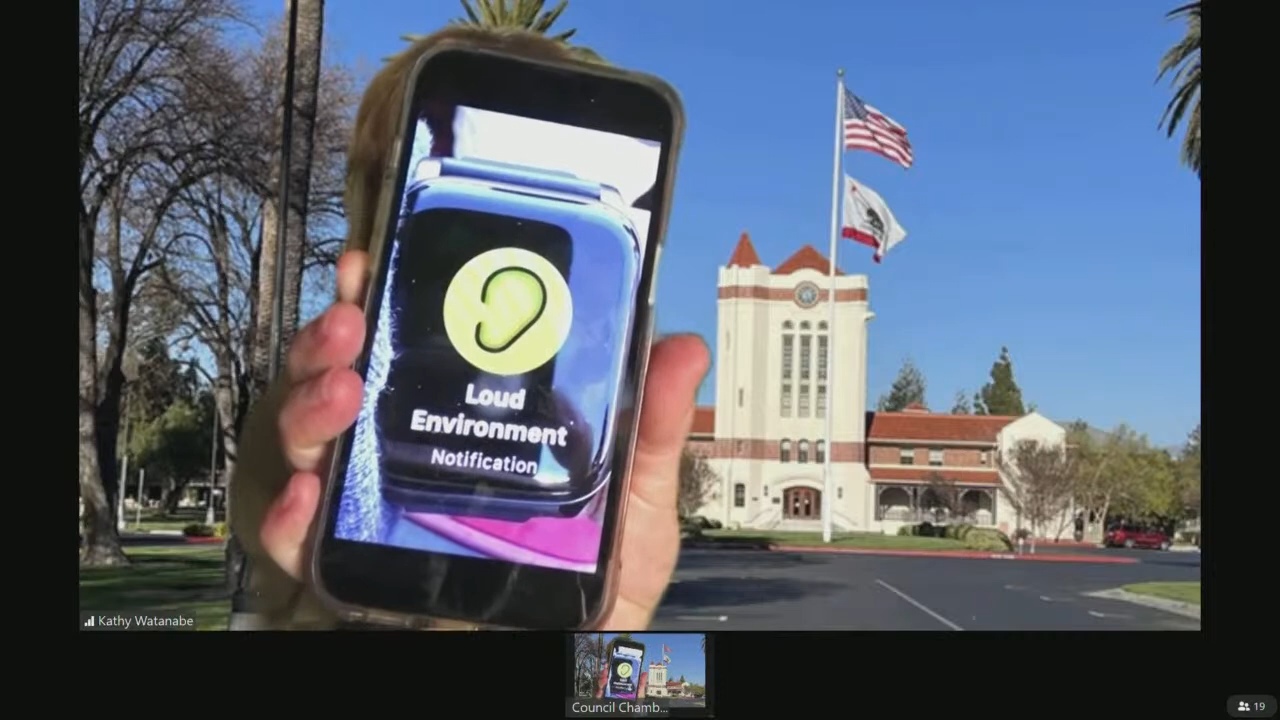 Loud
Environment
Notification
Kathy Watanabe
Council Chamb...
19